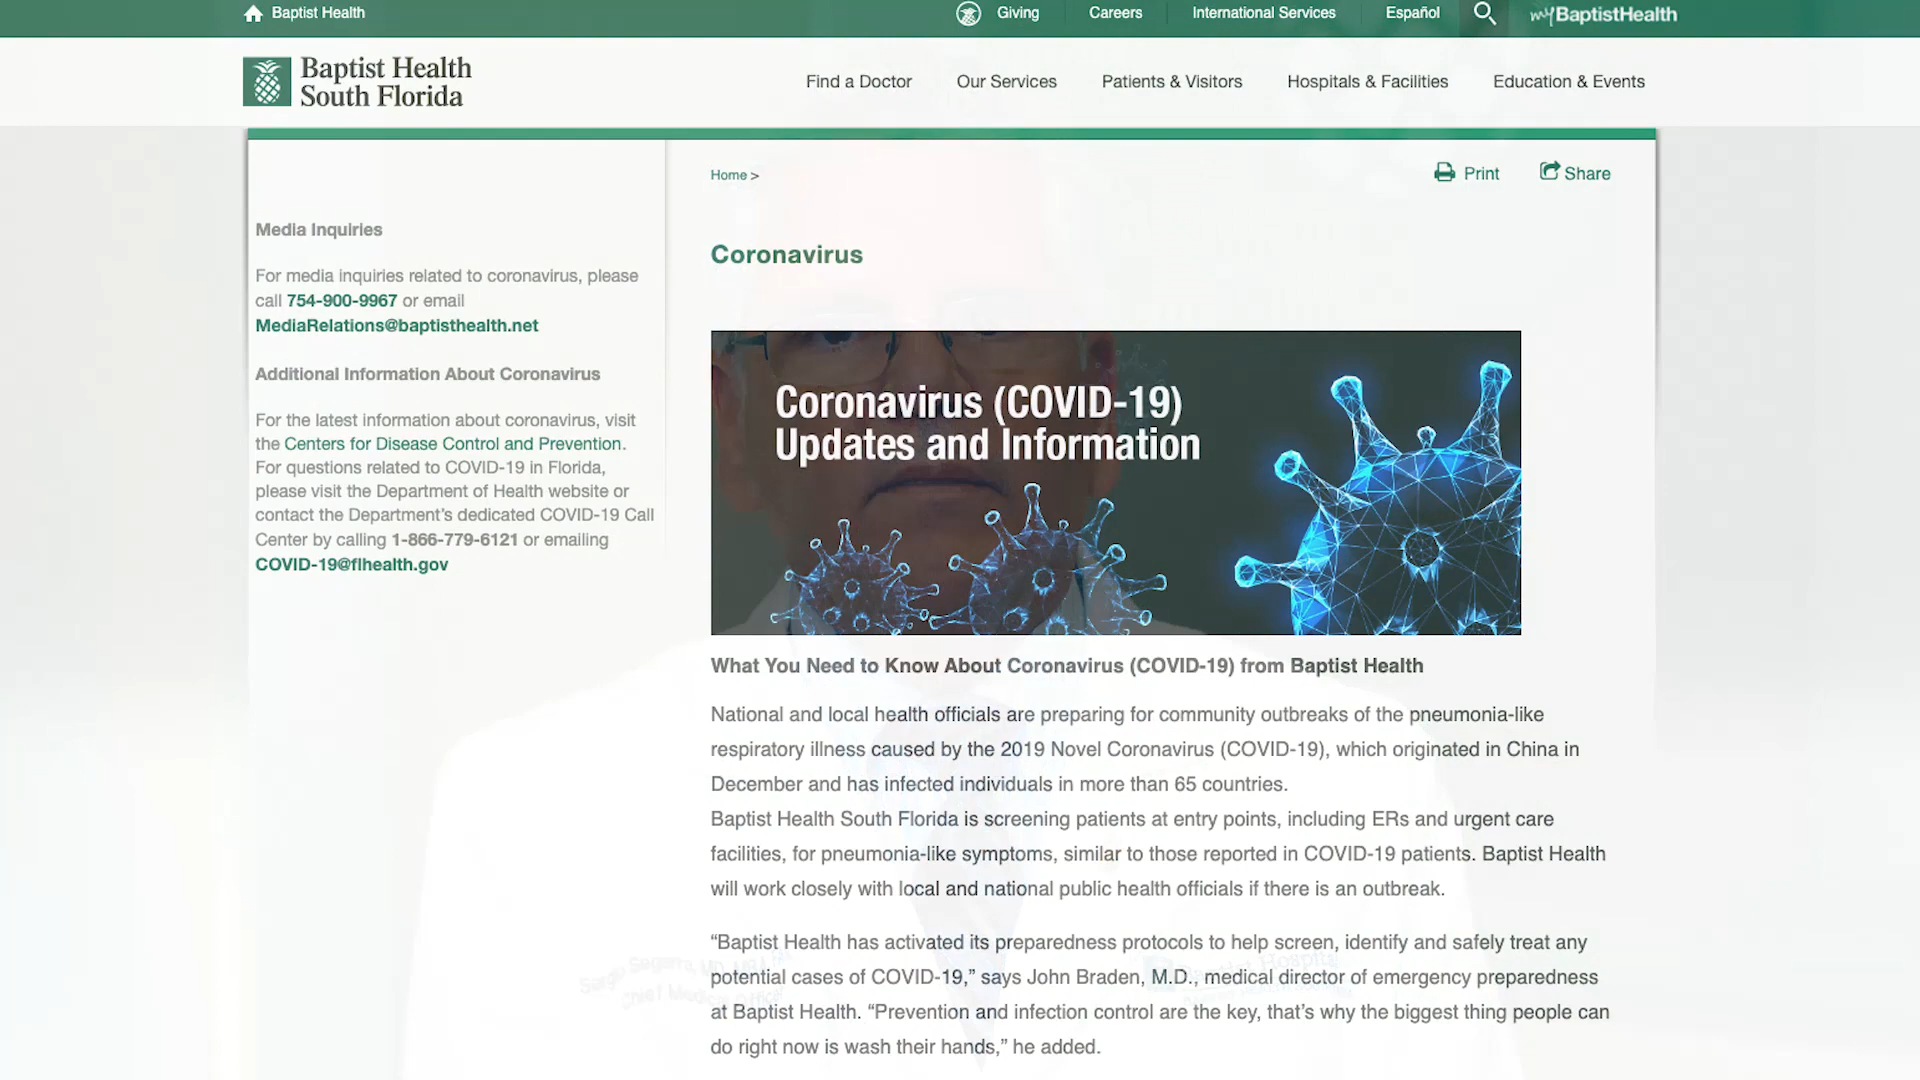 Baptist Health
Giving
Careers
International Services
Español
myBaptistHealth
Baptist Health
South Florida
Find a Doctor
Our Services
Patients & Visitors
Hospitals & Facilities
Education & Events
Home >
Print
Share
Media Inquiries
For media inquiries related to coronavirus, please
call 754-900-9967 or email
MediaRelations@baptisthealth.net
Additional Information About Coronavirus
For the latest information about coronavirus, visit
the Centers for Disease Control and Prevention.
For questions related to COVID-19 in Florida,
please visit the Department of Health website or
contact the Department's dedicated COVID-19 Call
Center by calling 1-866-779-6121 or emailing
COVID-19@flhealth.gov
Coronavirus
Coronavirus (COVID-19)
Updates and Information
What You Need to Know About Coronavirus (COVID-19) from Baptist Health
National and local health officials are preparing for community outbreaks of the pneumonia-like
respiratory illness caused by the 2019 Novel Coronavirus (COVID-19), which originated in China in
December and has infected individuals in more than 65 countries.
Baptist Health South Florida is screening patients at entry points, including ERs and urgent care
facilities, for pneumonia-like symptoms, similar to those reported in COVID-19 patients. Baptist Health
will work closely with local and national public health officials if there is an outbreak.
“Baptist Health has activated its preparedness protocols to help screen, identify and safely treat any
potential cases of COVID-19,” says John Braden, M.D., medical director of emergency preparedness
at Baptist Health. “Prevention and infection control are the key, that’s why the biggest thing people can
do right now is wash their hands,” he added.
Chief Medical Officer
Baptist Hospital